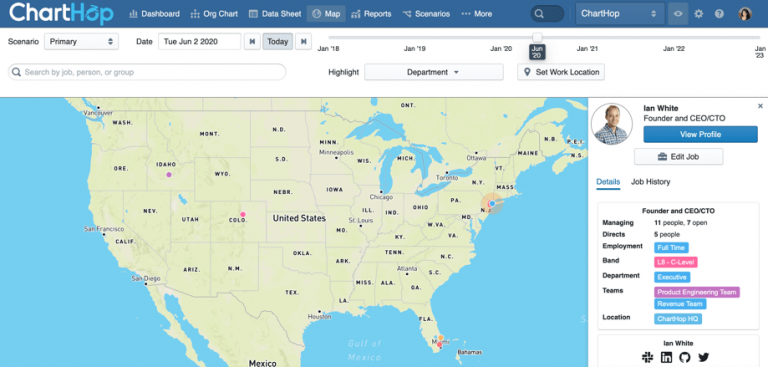 ChartHop
Dashboard
Org Chart
Data Sheet
Map
Reports
Scenarios
More
ChartHop
Scenario
Primary
Date
Tue Jun 2 2020
Today
Jan '18
Jan '19
Jan '20
Jun '20
Jan '21
Jan '22
Jan '23
Search by job, person, or group
Highlight
Department
Set Work Location
Vancouver
WASH.
MONT.
N.D.
MINN.
ONT.
ORE.
IDAHO
WYO.
S.D.
Minneapolis
WIS.
MICH.
Ottawa
Toronto
MAINE
N.B.
P.E.I.
N.S.
N.Y.
MASS.
NEV.
UTAH
COLO.
NEBR.
IOWA
Chicago
ILL.
IND.
OHIO
PA.
San Francisco
CALIF.
United States
St. Louis
KY.
W.VA.
VA.
ARIZ.
N.M.
OKLA.
ARK.
TENN.
N.C.
San Diego
TEXAS
MISS.
ALA.
Atlanta
S.C.
GA.
LA.
Houston
FLA.
Gulf of
Mexico
Bahamas
Mexico
Ian White
Founder and CEO/CTO
View Profile
Edit Job
Details
Job History
Founder and CEO/CTO
Managing 11 people, 7 open
Directs 5 people
Employment Full Time
Band L8 - C-Level
Department Executive
Teams Product Engineering Team
Revenue Team
Location ChartHop HQ
Ian White